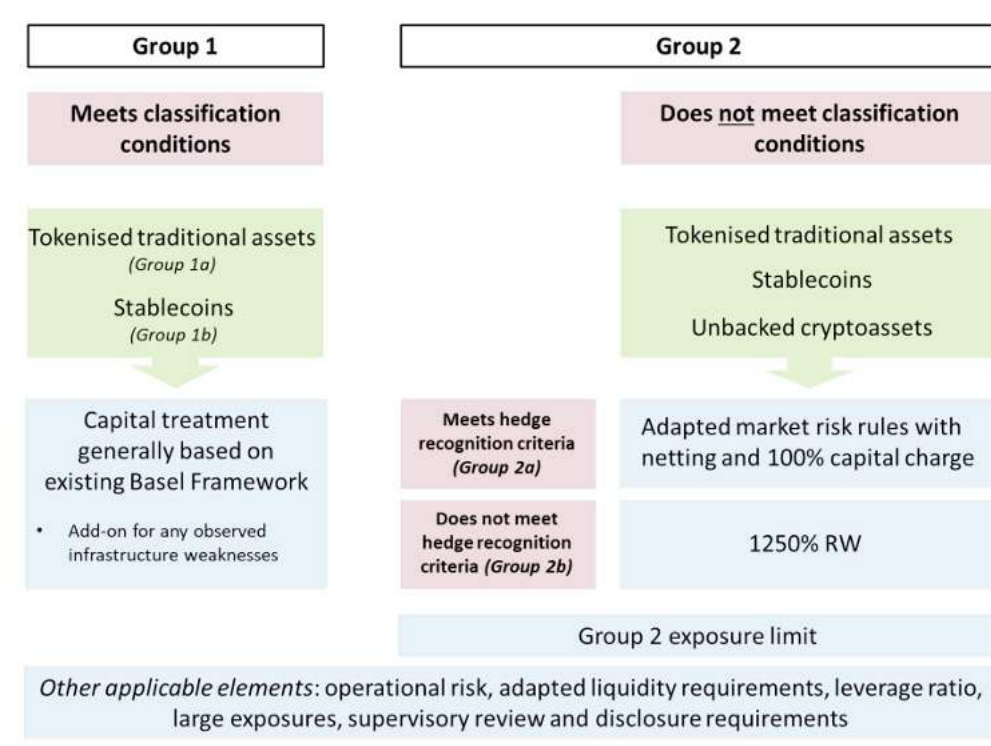 Group 1
Group 2
Meets classification
conditions
Does not meet classification
conditions
Tokenised traditional assets
(Group 1a)
Stablecoins
(Group 1b)
Tokenised traditional assets
Stablecoins
Unbacked cryptoassets
Capital treatment
generally based on
existing Basel Framework
• Add-on for any observed
infrastructure weaknesses
Meets hedge
recognition criteria
(Group 2a)
Adapted market risk rules with
netting and 100% capital charge
Does not meet
hedge recognition
criteria (Group 2b)
1250% RW
Group 2 exposure limit
Other applicable elements: operational risk, adapted liquidity requirements, leverage ratio,
large exposures, supervisory review and disclosure requirements